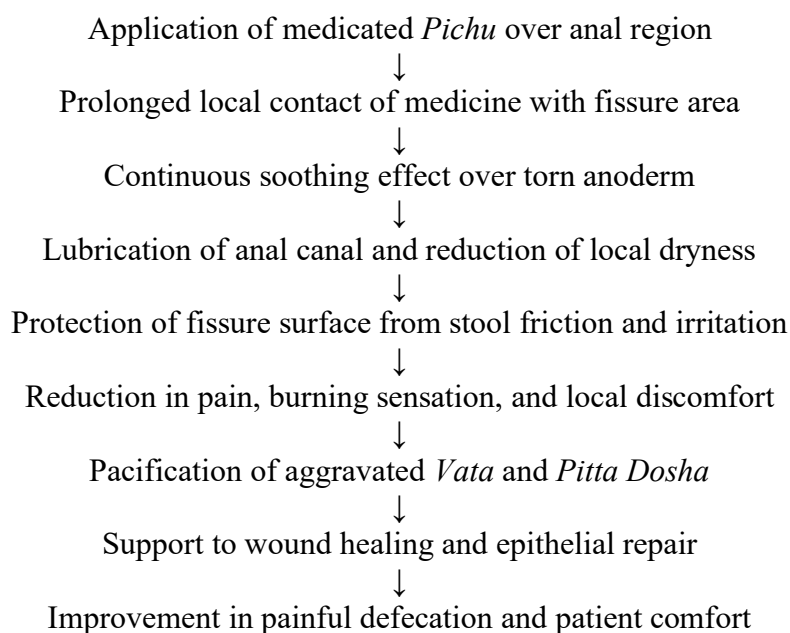 Application of medicated Pichu over anal region
↓
Prolonged local contact of medicine with fissure area
↓
Continuous soothing effect over torn anoderm
↓
Lubrication of anal canal and reduction of local dryness
↓
Protection of fissure surface from stool friction and irritation
↓
Reduction in pain, burning sensation, and local discomfort
↓
Pacification of aggravated Vata and Pitta Dosha
↓
Support to wound healing and epithelial repair
↓
Improvement in painful defecation and patient comfort